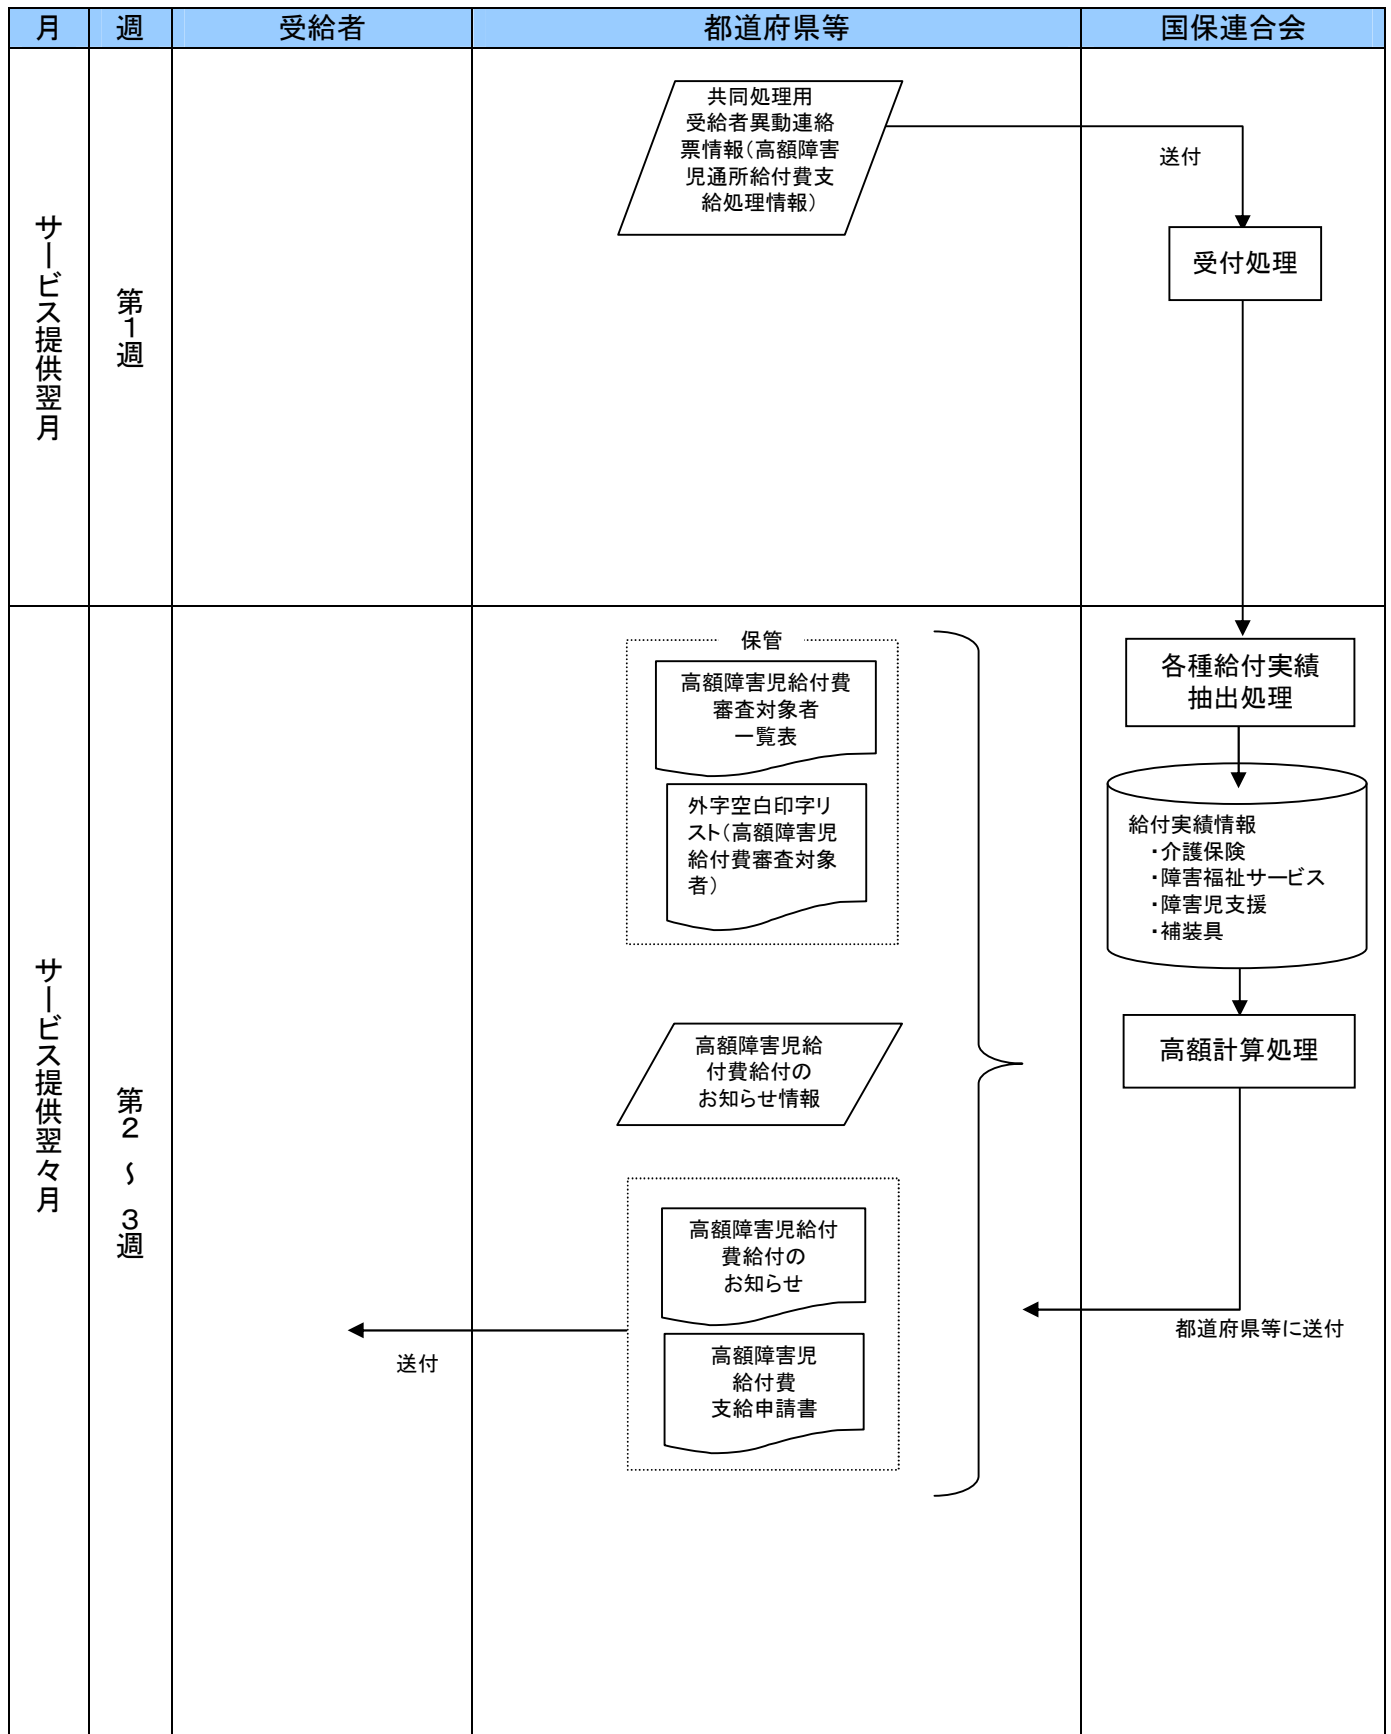 月 週 受給者 都道府県等 国保連合会
サービス提供翌月
第1週
共同処理用
受給者異動連絡
票情報(高額障害
児通所給付費支
給処理情報)
送付
受付処理
サービス提供翌々月
第2～3週
保管
高額障害児給付費
審査対象者
一覧表
外字空白印字リ
スト(高額障害児
給付費審査対象
者)
高額障害児給
付費給付の
お知らせ情報
高額障害児給付
費給付の
お知らせ
高額障害児
給付費
支給申請書
送付
各種給付実績
抽出処理
給付実績情報
・介護保険
・障害福祉サービス
・障害児支援
・補装具
高額計算処理
都道府県等に送付